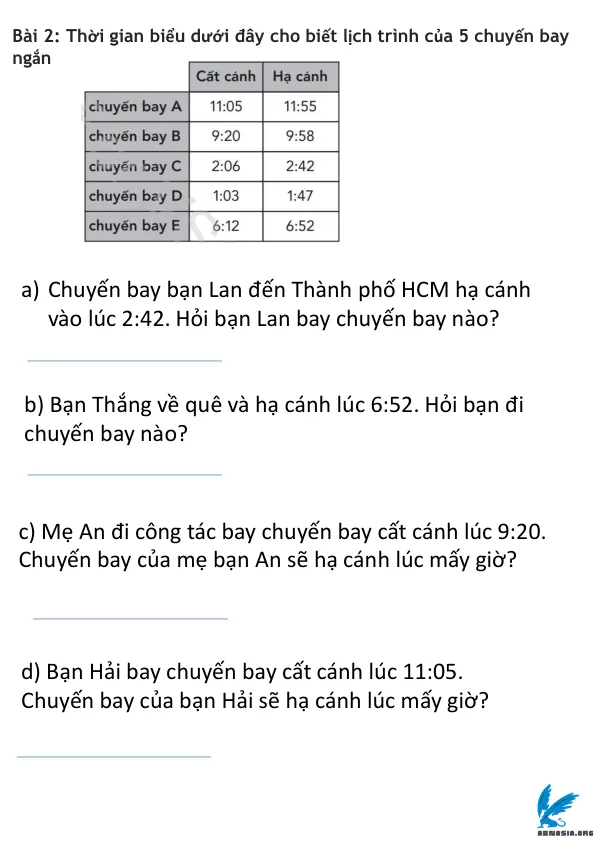 Bài 2: Thời gian biểu dưới đây cho biết lịch trình của 5 chuyến bay
ngắn
Cất cánh Hạ cánh
chuyến bay A 11:05 11:55
chuyến bay B 9:20 9:58
chuyến bay C 2:06 2:42
chuyến bay D 1:03 1:47
chuyến bay E 6:12 6:52
a) Chuyến bay bạn Lan đến Thành phố HCM hạ cánh
vào lúc 2:42. Hỏi bạn Lan bay chuyến bay nào?
b) Bạn Thắng về quê và hạ cánh lúc 6:52. Hỏi bạn đi
chuyến bay nào?
c) Mẹ An đi công tác bay chuyến bay cất cánh lúc 9:20.
Chuyến bay của mẹ bạn An sẽ hạ cánh lúc mấy giờ?
d) Bạn Hải bay chuyến bay cất cánh lúc 11:05.
Chuyến bay của bạn Hải sẽ hạ cánh lúc mấy giờ?
ABNASIA.ORG